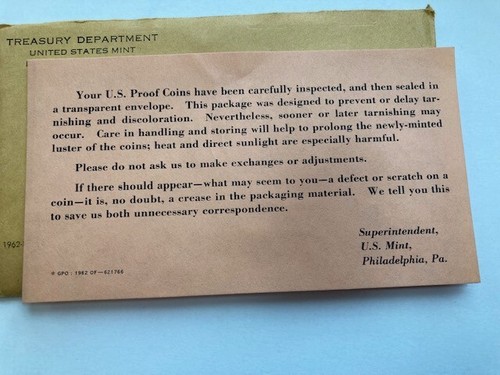 TREASURY DEPARTMENT
UNITED STATES MINT
Your U.S. Proof Coins have been carefully inspected, and then sealed in
a transparent envelope. This package was designed to prevent or delay tar-
nishing and discoloration. Nevertheless, sooner or later tarnishing may
occur. Care in handling and storing will help to prolong the newly-minted
luster of the coins; heat and direct sunlight are especially harmful.
Please do not ask us to make exchanges or adjustments.
If there should appear—what may seem to you—a defect or scratch on a
coin—it is, no doubt, a crease in the packaging material. We tell you this
to save us both unnecessary correspondence.
Superintendent,
U.S. Mint,
Philadelphia, Pa.
1962-
® GPO : 1962 OF—621766